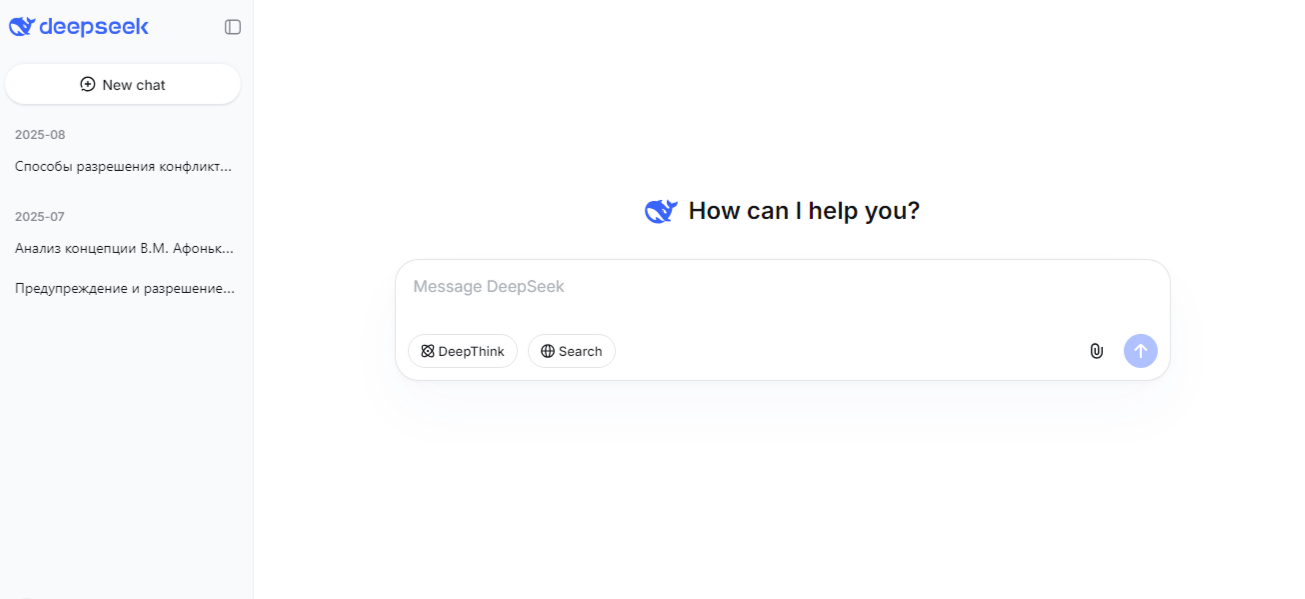 deepseek
New chat
2025-08
Способы разрешения конфликт...
2025-07
Анализ концепции В.М. Афоньк...
Предупреждение и разрешение...
How can I help you?
Message DeepSeek
DeepThink
Search